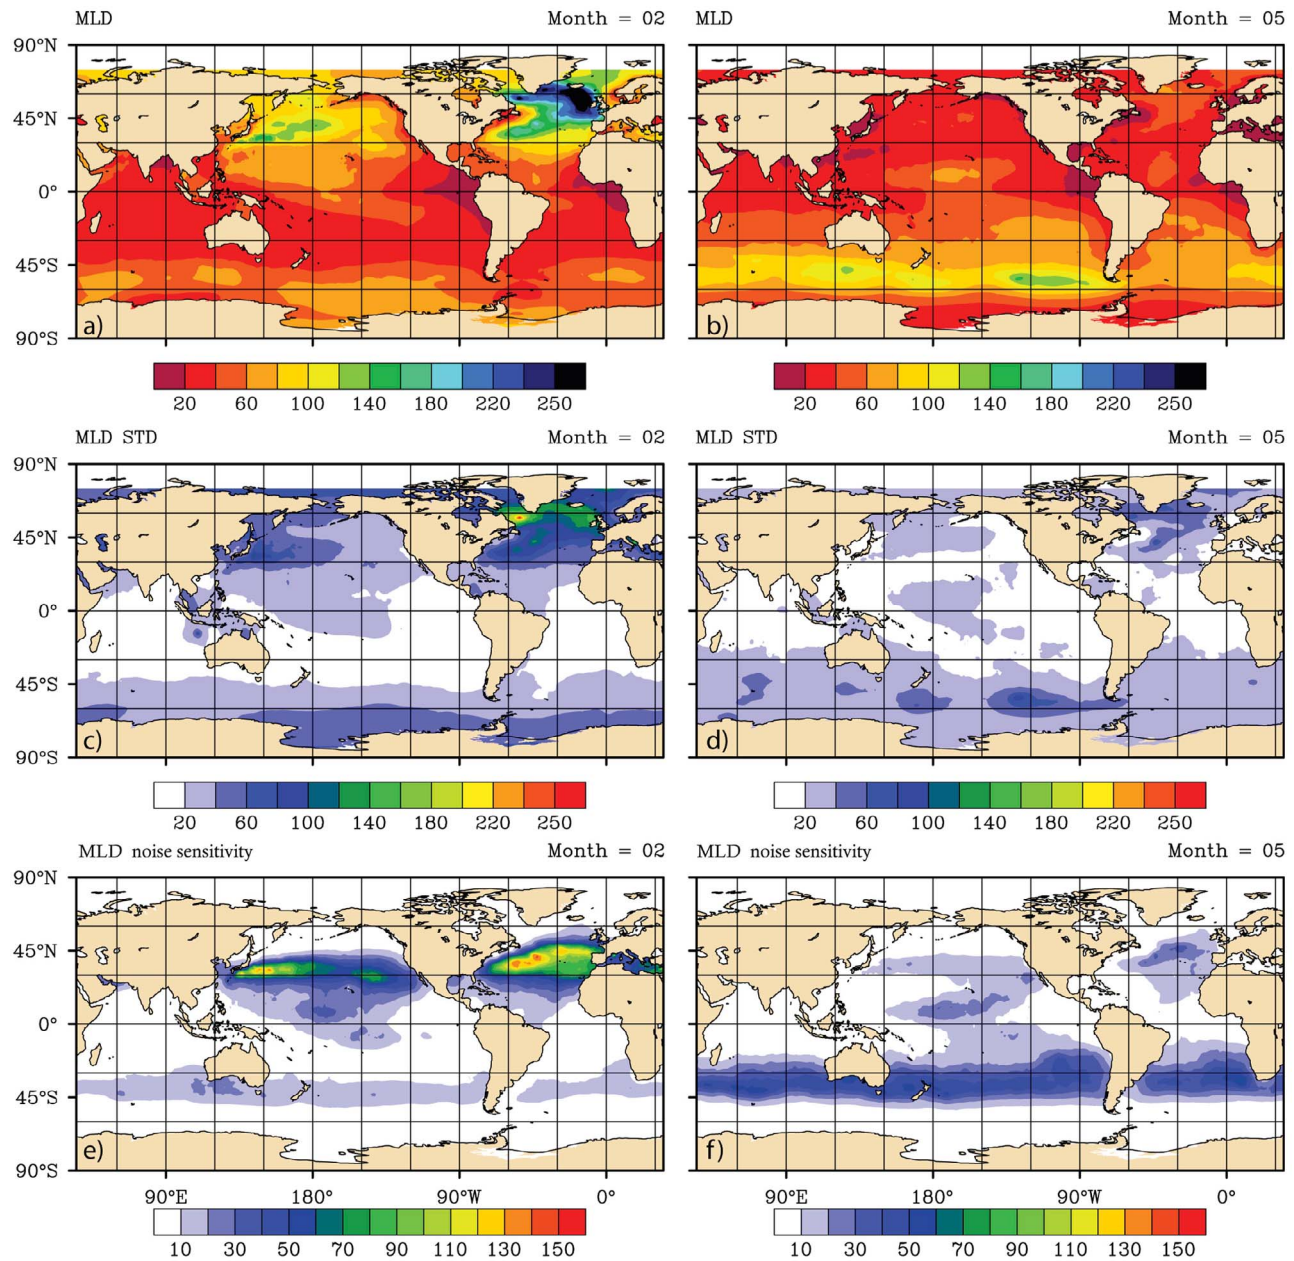 MLD Month = 02 MLD Month = 05
90°N
45°N
0°
45°S
90°S
a) b)
20 60 100 140 180 220 250 20 60 100 140 180 220 250
MLD STD Month = 02 MLD STD Month = 05
90°N
45°N
0°
45°S
90°S
c) d)
20 60 100 140 180 220 250 20 60 100 140 180 220 250
MLD noise sensitivity Month = 02 MLD noise sensitivity Month = 05
90°N
45°N
0°
45°S
90°S
e) f)
90°E 180° 90°W 0° 90°E 180° 90°W 0°
10 30 50 70 90 110 130 150 10 30 50 70 90 110 130 150